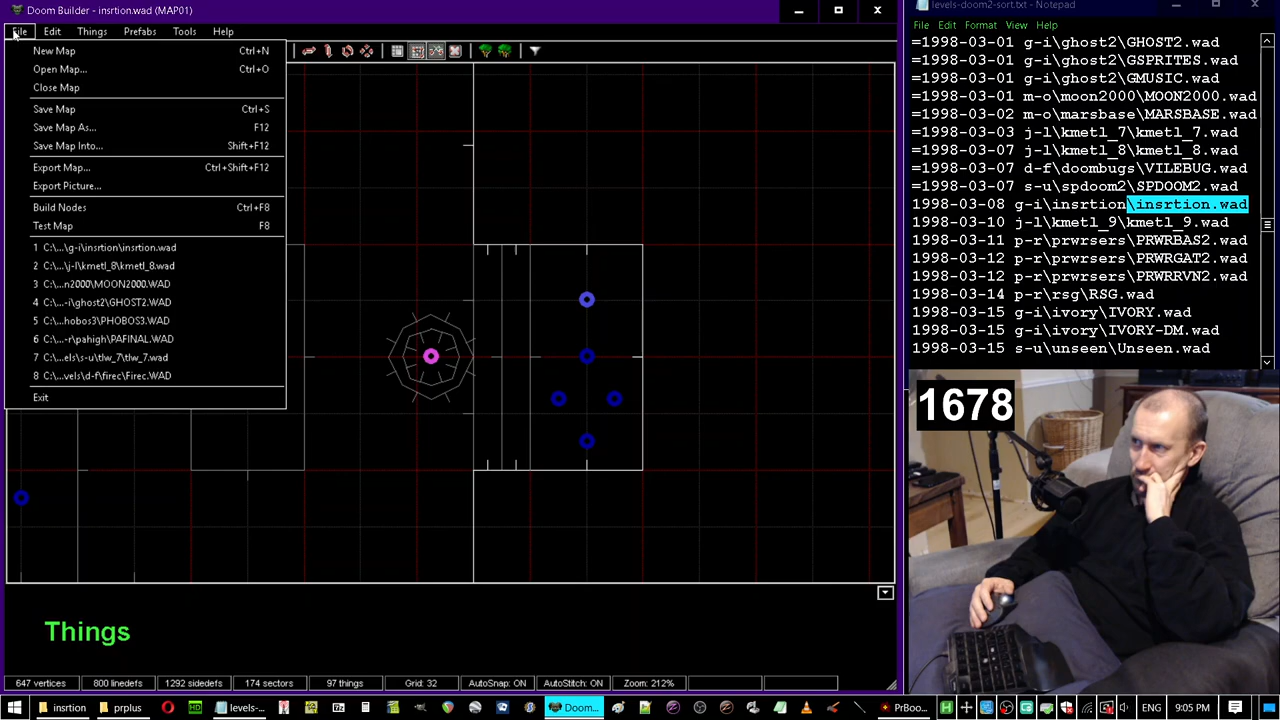 Doom Builder - insrtion.wad (MAP01)
File Edit Things Prefabs Tools Help
New Map Ctrl+N
Open Map... Ctrl+O
Close Map
Save Map Ctrl+S
Save Map As... F12
Save Map Into... Shift+F12
Export Map... Ctrl+Shift+F12
Export Picture...
Build Nodes Ctrl+F8
Test Map F8
1 C:\...\g-i\insrtion\insrtion.wad
2 C:\...j-l\kmetl_8\kmetl_8.wad
3 C:\...n2000\MOON2000.WAD
4 C:\...-i\ghost2\GHOST2.WAD
5 C:\...hobos3\PHOBOS3.WAD
6 C:\...-r\pahigh\PAFINAL.WAD
7 C:\...els\s-u\tlw_7\tlw_7.wad
8 C:\...vels\d-f\firec\Firec.WAD
Exit
Things
647 vertices 800 linedefs 1292 sidedefs 174 sectors 97 things Grid: 32 AutoSnap: ON AutoStitch: ON Zoom: 212%
levels-doom2-sort.txt - Notepad
File Edit Format View Help
=1998-03-01 g-i\ghost2\GHOST2.wad
=1998-03-01 g-i\ghost2\GSPRITES.wad
=1998-03-01 g-i\ghost2\GMUSIC.wad
=1998-03-01 m-o\moon2000\MOON2000.wad
=1998-03-02 m-o\marsbase\MARSBASE.wad
=1998-03-03 j-l\kmetl_7\kmetl_7.wad
=1998-03-07 j-l\kmetl_8\kmetl_8.wad
=1998-03-07 d-f\doombugs\VILEBUG.wad
=1998-03-07 s-u\spdoom2\SPDOOM2.wad
1998-03-08 g-i\insrtion\insrtion.wad
1998-03-10 j-l\kmetl_9\kmetl_9.wad
1998-03-11 p-r\prwrsers\PRWRBAS2.wad
1998-03-12 p-r\prwrsers\PRWRGAT2.wad
1998-03-12 p-r\prwrsers\PRWRRVN2.wad
1998-03-14 p-r\rsg\RSG.wad
1998-03-15 g-i\ivory\IVORY.wad
1998-03-15 g-i\ivory\IVORY-DM.wad
1998-03-15 s-u\unseen\Unseen.wad
1678
insrtion prplus levels-... Doom... PrBoo... ENG 9:05 PM